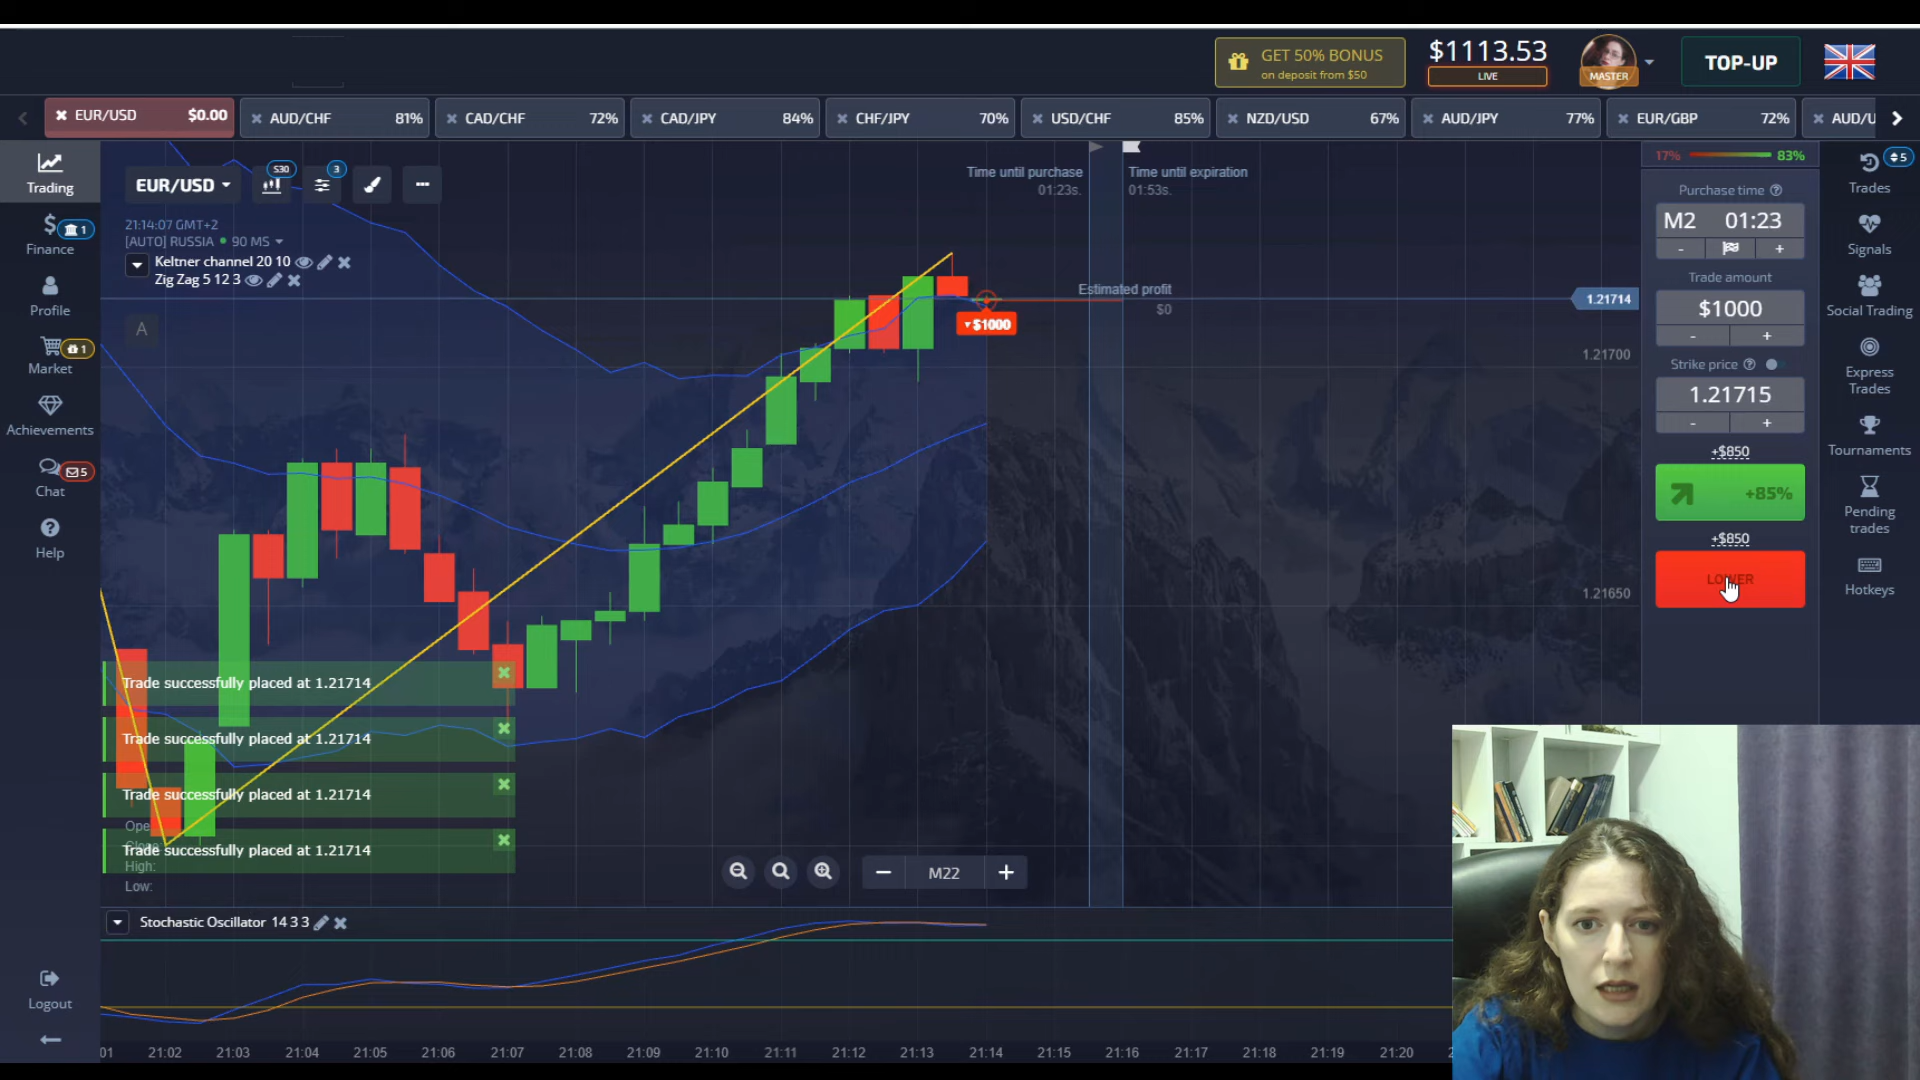 GET 50% BONUS
on deposit from $50
$1113.53
LIVE
MASTER
TOP-UP
EUR/USD $0.00
AUD/CHF 81%
CAD/CHF 72%
CAD/JPY 84%
CHF/JPY 70%
USD/CHF 85%
NZD/USD 67%
AUD/JPY 77%
EUR/GBP 72%
AUD/U
Trading
Finance
1
Profile
Market
1
Achievements
Chat
5
Help
Logout
EUR/USD
S30
3
21:14:07 GMT+2
[AUTO] RUSSIA 90 MS
Keltner channel 20 10
Zig Zag 5 12 3
A
Time until purchase
01:23s.
Time until expiration
01:53s.
Estimated profit
$0
$1000
1.21714
1.21700
1.21650
Trade successfully placed at 1.21714
Trade successfully placed at 1.21714
Trade successfully placed at 1.21714
Trade successfully placed at 1.21714
High:
Low:
M22
Stochastic Oscillator 14 3 3
01 21:02 21:03 21:04 21:05 21:06 21:07 21:08 21:09 21:10 21:11 21:12 21:13 21:14 21:15 21:16 21:17 21:18 21:19 21:20
17% 83%
Purchase time
M2 01:23
Trade amount
$1000
Strike price
1.21715
+$850
+85%
+$850
LOWER
5
Trades
Signals
Social Trading
Express
Trades
Tournaments
Pending
trades
Hotkeys